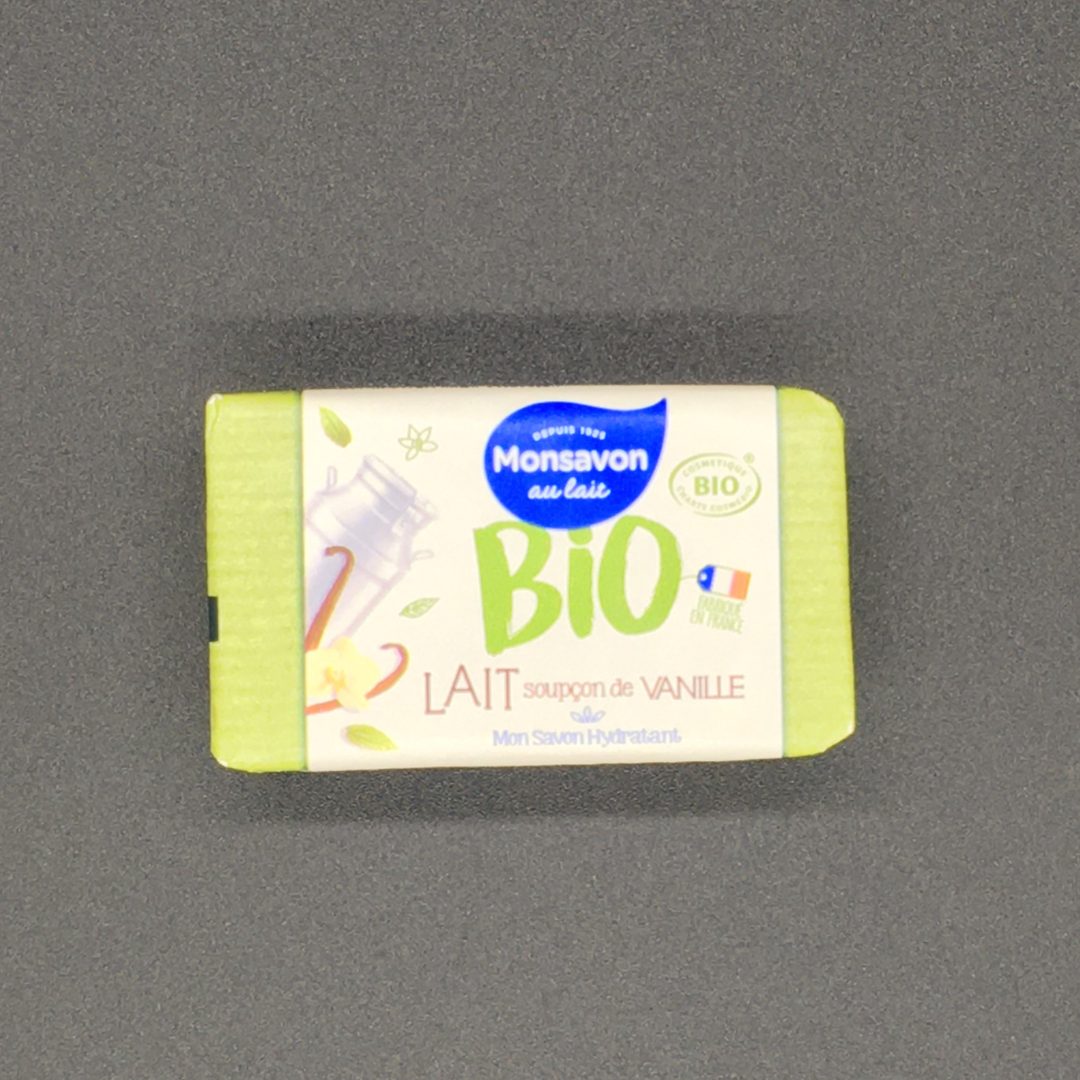 DEPUIS 1925
Monsavon
au lait
COSMETIQUE
BIO
CHARTE COSMEBIO
®
BIO
FABRIQUÉ
EN FRANCE
LAIT soupçon de VANILLE
Mon Savon Hydratant